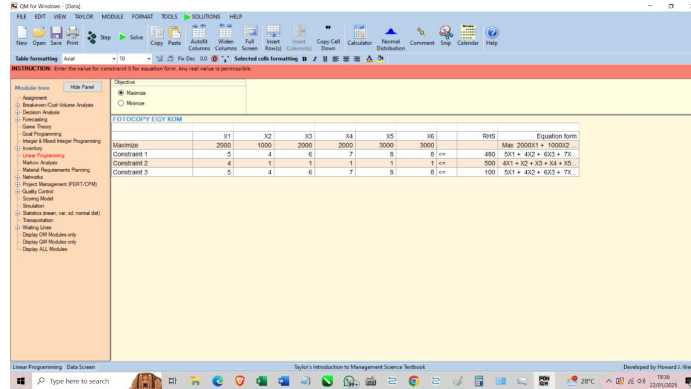 QM for Windows - [Data]
FILE EDIT VIEW TAYLOR MODULE FORMAT TOOLS SOLUTIONS HELP
New Open Save Print Step Solve Copy Paste Autofit Columns Widen Columns Full Screen Insert Row(s) Insert Column(s) Copy Cell Down Calculator Normal Distribution Comment Snip Calendar Help
Table formatting Arial 10 Fix Dec 0.0 Selected cells formatting B I U
INSTRUCTION: Enter the value for constraint 3 for equation form. Any real value is permissible.
Module tree Hide Panel
Assignment
Breakeven/Cost-Volume Analysis
Decision Analysis
Forecasting
Game Theory
Goal Programming
Integer & Mixed Integer Programming
Inventory
Linear Programming
Markov Analysis
Material Requirements Planning
Networks
Project Management (PERT/CPM)
Quality Control
Scoring Model
Simulation
Statistics (mean, var, sd; normal dist)
Transportation
Waiting Lines
Display OM Modules only
Display QM Modules only
Display ALL Modules
Objective
Maximize
Minimize
FOTOCOPY EGY KOM
X1 X2 X3 X4 X5 X6 RHS Equation form
Maximize 2000 1000 2000 2000 3000 3000 Max 2000X1 + 1000X2 ...
Constraint 1 5 4 6 7 8 8 <= 480 5X1 + 4X2 + 6X3 + 7X...
Constraint 2 4 1 1 1 1 1 <= 500 4X1 + X2 + X3 + X4 + X5...
Constraint 3 5 4 6 7 8 8 <= 100 5X1 + 4X2 + 6X3 + 7X...
Linear Programming Data Screen Taylor's Introduction to Management Science Textbook Developed by Howard J. We
Type here to search 99+ POM QM 28°C 19:36
22/01/2025